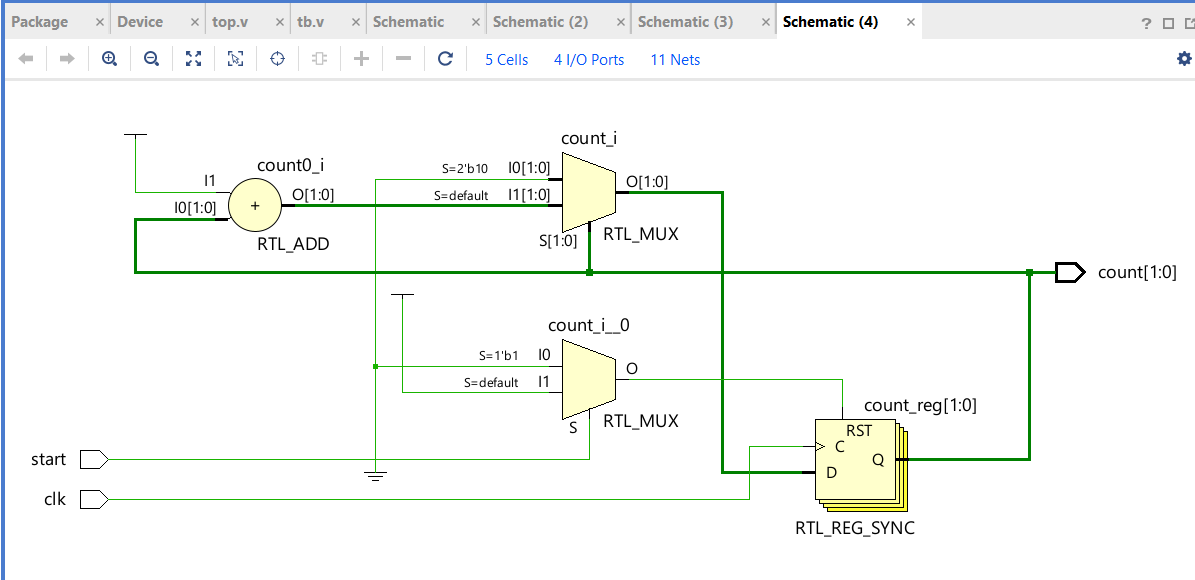 Package × Device × top.v × tb.v × Schematic × Schematic (2) × Schematic (3) × Schematic (4) × ?
5 Cells 4 I/O Ports 11 Nets
count_i
count0_i
S=2'b10 I0[1:0]
I1 O[1:0] S=default I1[1:0] O[1:0]
I0[1:0] +
RTL_ADD S[1:0] RTL_MUX
count[1:0]
count_i__0
S=1'b1 I0
O
S=default I1
count_reg[1:0]
S RTL_MUX RST
C
start Q
D
clk
RTL_REG_SYNC